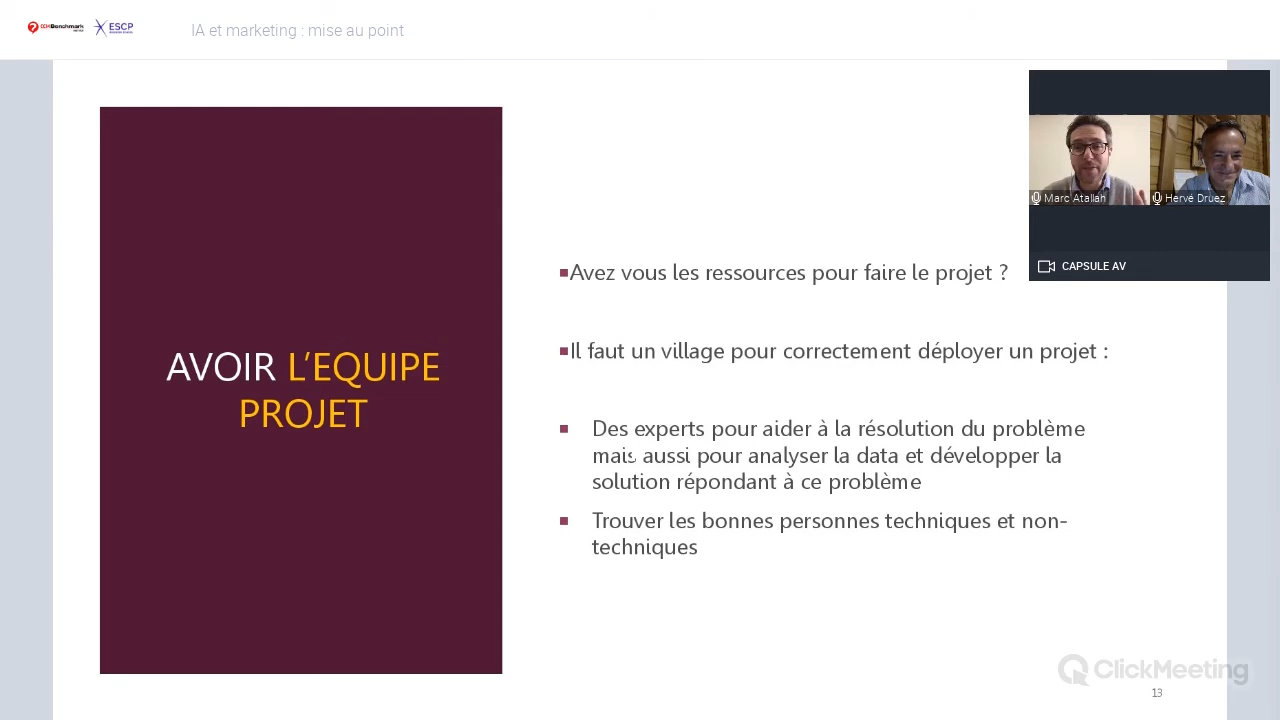 Benchmark
ESCP
IA et marketing : mise au point
Marc Atallah
Hervé Druez
CAPSULE AV
AVOIR L'EQUIPE
PROJET
Avez vous les ressources pour faire le projet ?
Il faut un village pour correctement déployer un projet :
Des experts pour aider à la résolution du problème
mais aussi pour analyser la data et développer la
solution répondant à ce problème
Trouver les bonnes personnes techniques et non-
techniques
ClickMeeting
13